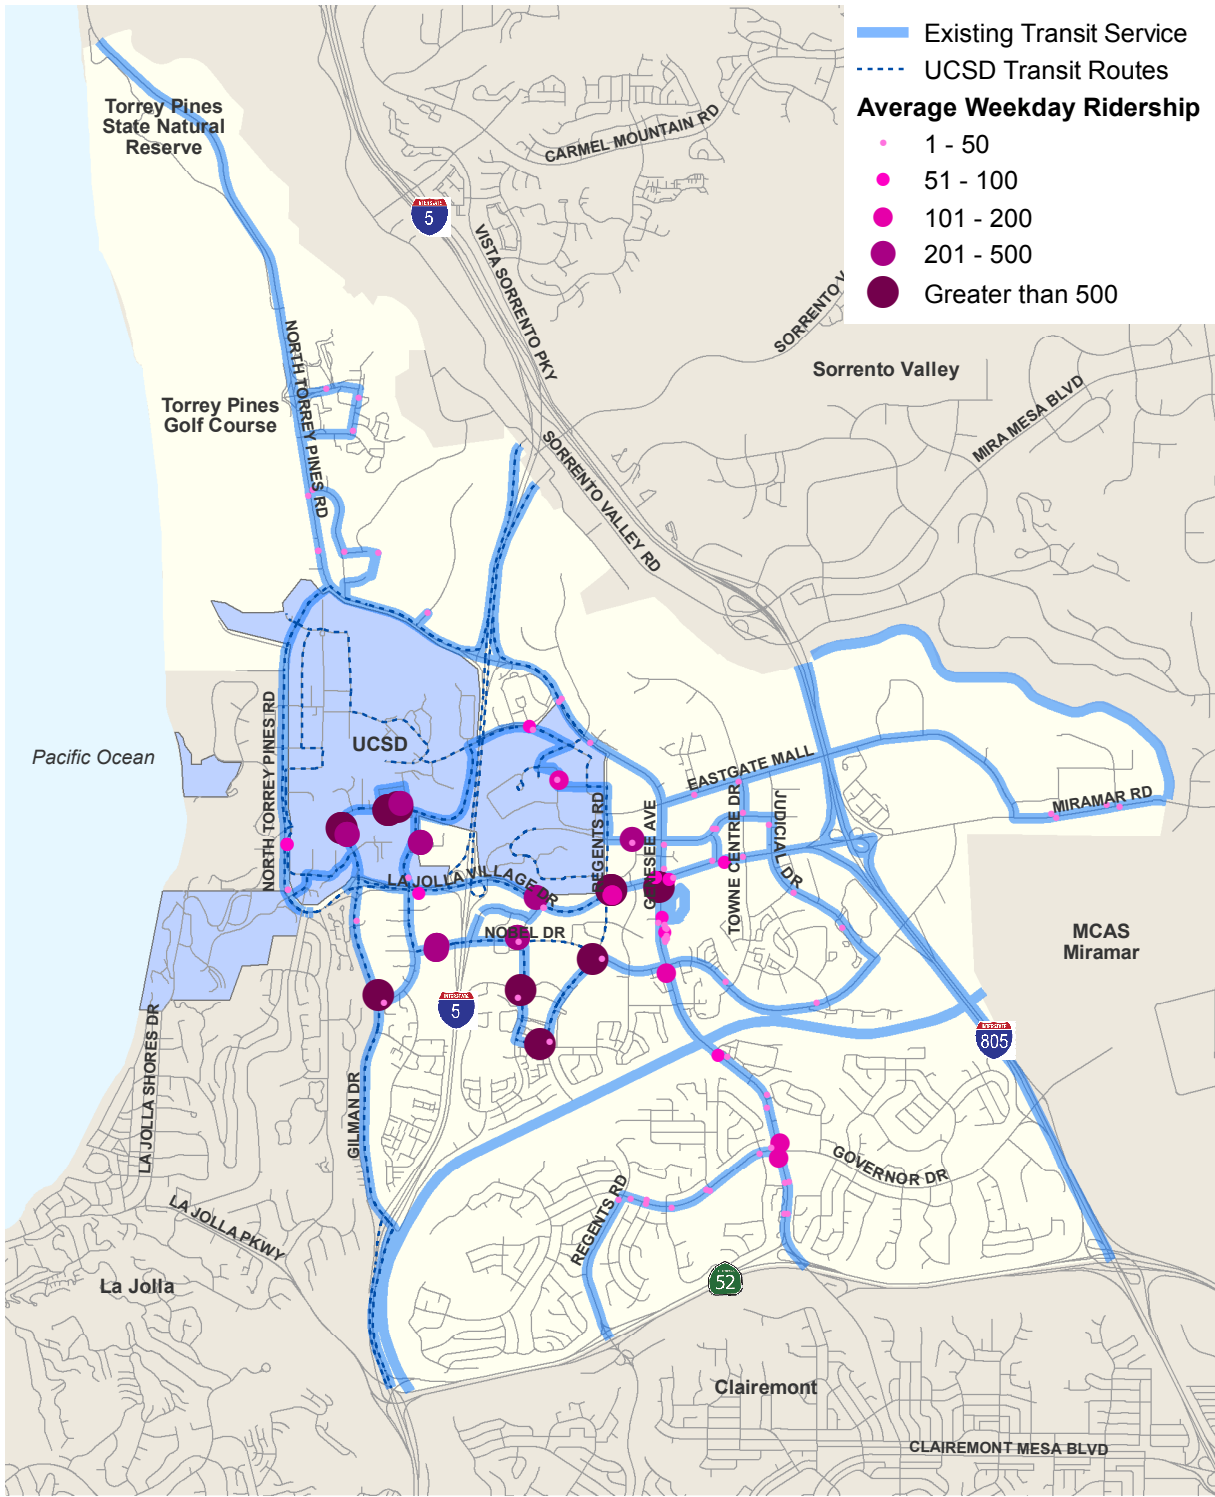 Existing Transit Service
UCSD Transit Routes
Average Weekday Ridership
1 - 50
51 - 100
101 - 200
201 - 500
Greater than 500
Torrey Pines
State Natural
Reserve
CARMEL MOUNTAIN RD
INTERSTATE
5
VISTA SORRENTO PKY
SORRENTO V
Sorrento Valley
NORTH TORREY PINES RD
Torrey Pines
Golf Course
MIRA MESA BLVD
SORRENTO VALLEY RD
NORTH TORREY PINES RD
UCSD
Pacific Ocean
EASTGATE MALL
MIRAMAR RD
REGENTS RD
GENESEE AVE
TOWNE CENTRE DR
JUDICIAL DR
LA JOLLA VILLAGE DR
NOBEL DR
MCAS
Miramar
INTERSTATE
5
INTERSTATE
805
LA JOLLA SHORES DR
GILMAN DR
GOVERNOR DR
REGENTS RD
LA JOLLA PKWY
La Jolla
52
Clairemont
CLAIREMONT MESA BLVD